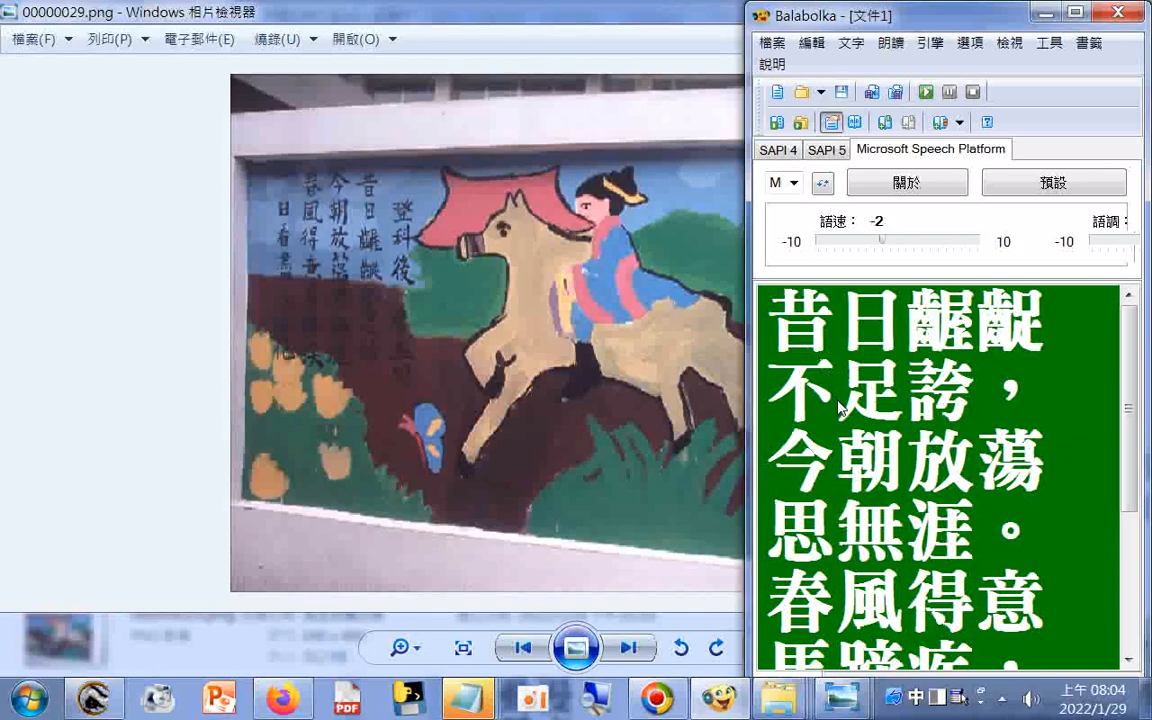 00000029.png - Windows 相片檢視器
檔案(F) 列印(P) 電子郵件(E) 燒錄(U) 開啟(O)
登科後
昔日齷齪
今朝放蕩
春風得意
日看
Balabolka - [文件1]
檔案 編輯 文字 朗讀 引擎 選項 檢視 工具 書籤
說明
SAPI 4 SAPI 5 Microsoft Speech Platform
M 關於 預設
語速： -2 語調：
-10 10 -10
昔日齷齪
不足誇，
今朝放蕩
思無涯。
春風得意
馬蹄疾，
中
上午 08:04
2022/1/29